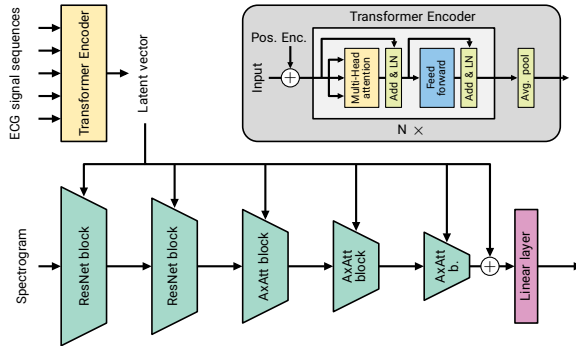 ECG signal sequences
Transformer Encoder
Latent vector
Transformer Encoder
Pos. Enc.
Input
Multi-Head
attention
Add & LN
Feed
forward
Add & LN
Avg. pool
N ×
Spectrogram
ResNet block
ResNet block
AxAtt block
AxAtt
block
AxAtt
b.
Linear layer